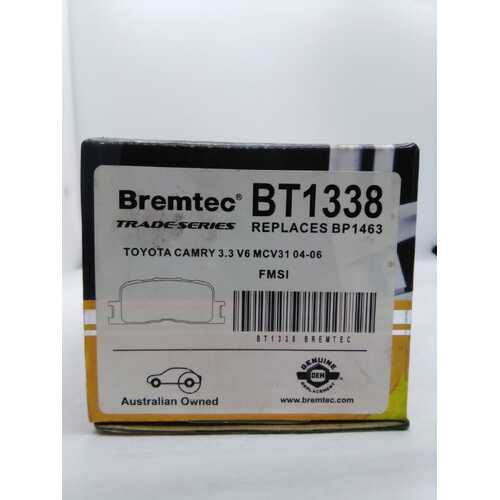 Bremtec® BT1338
TRADE-SERIES REPLACES BP1463
TOYOTA CAMRY 3.3 V6 MCV31 04-06
FMSI
BT1338 BREMTEC
GENUINE
OEM
REPLACEMENT
Australian Owned www.bremtec.com